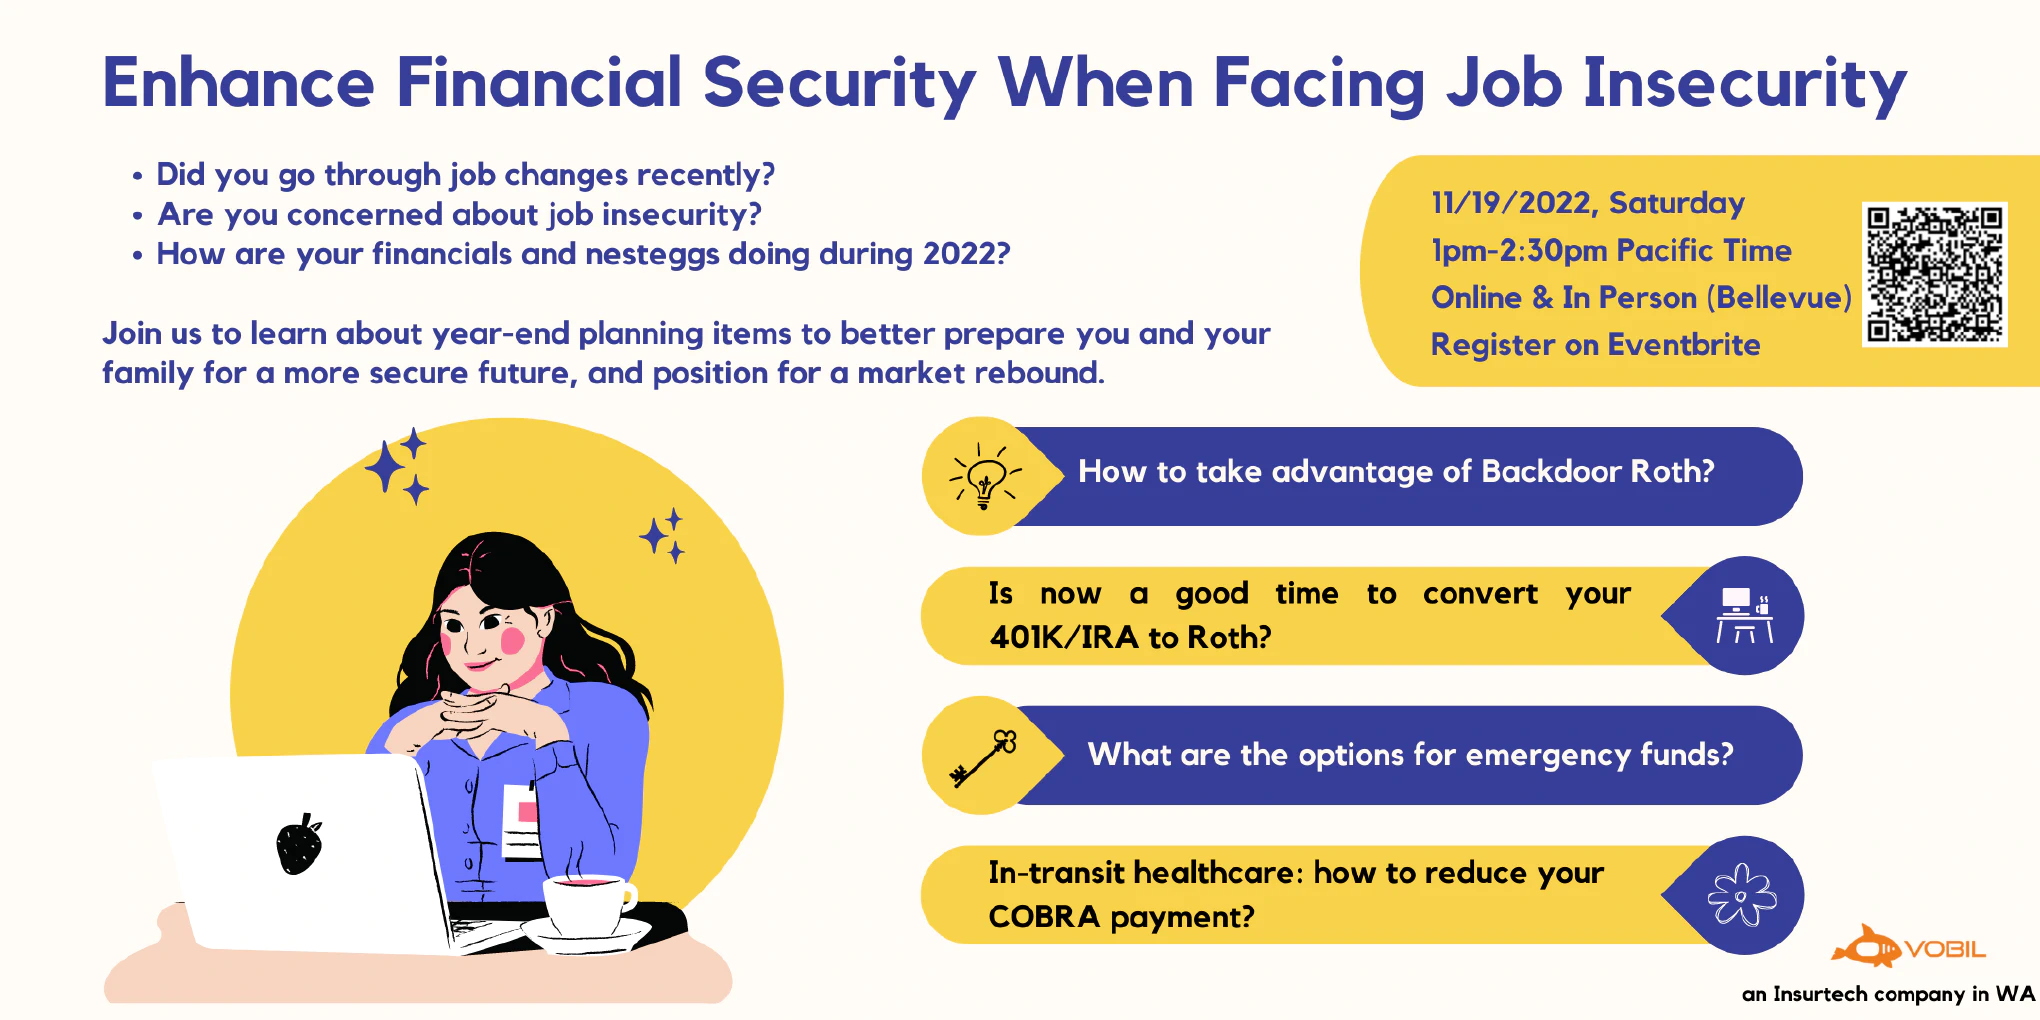 Enhance Financial Security When Facing Job Insecurity
• Did you go through job changes recently?
• Are you concerned about job insecurity?
• How are your financials and nesteggs doing during 2022?
Join us to learn about year-end planning items to better prepare you and your
family for a more secure future, and position for a market rebound.
11/19/2022, Saturday
1pm-2:30pm Pacific Time
Online & In Person (Bellevue)
Register on Eventbrite
How to take advantage of Backdoor Roth?
Is now a good time to convert your
401K/IRA to Roth?
What are the options for emergency funds?
In-transit healthcare: how to reduce your
COBRA payment?
VOBIL
an Insurtech company in WA